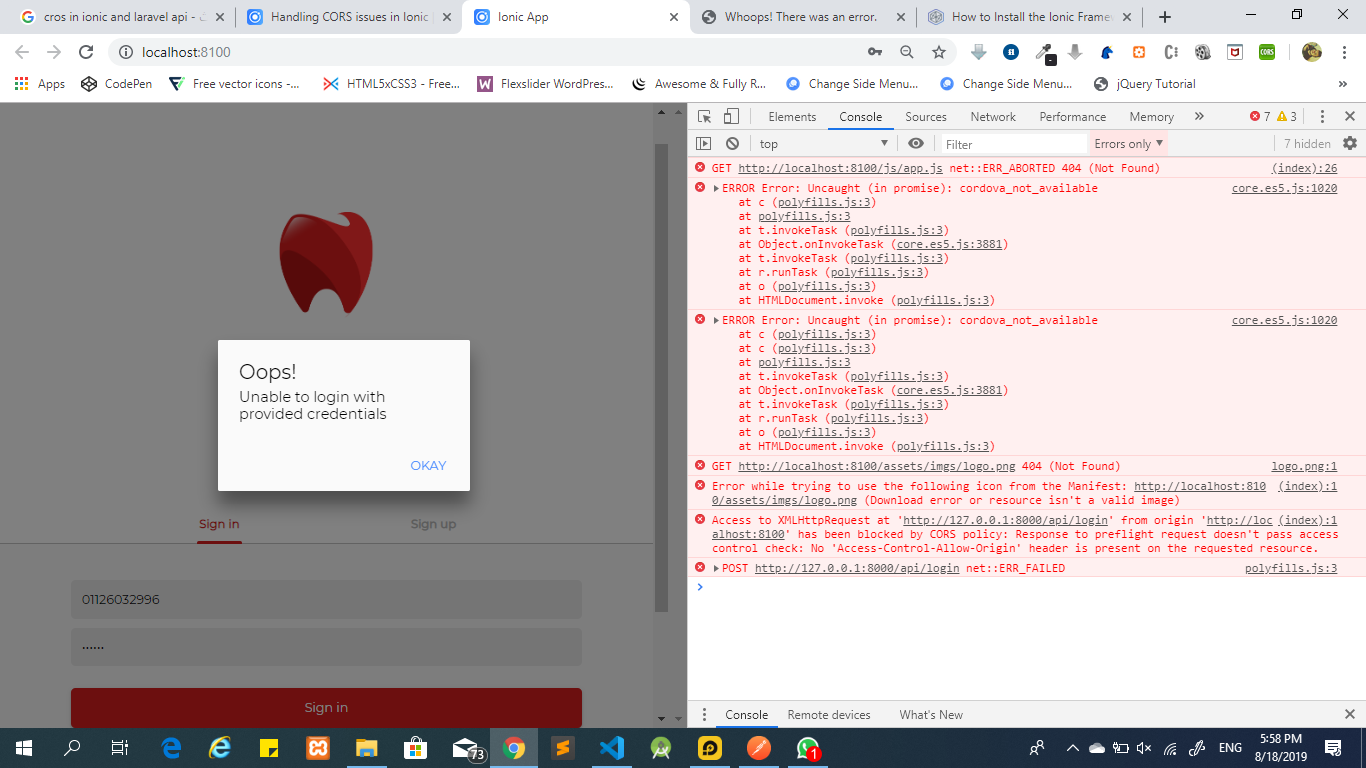 cros in ionic and laravel api -
Handling CORS issues in Ionic
Ionic App
Whoops! There was an error.
How to Install the Ionic Framew
localhost:8100
CORS
Apps
CodePen
Free vector icons -...
HTML5xCSS3 - Free...
Flexslider WordPres...
Awesome & Fully R...
Change Side Menu...
Change Side Menu...
jQuery Tutorial
»
Elements
Console
Sources
Network
Performance
Memory
»
7
3
top
Filter
Errors only
7 hidden
GET http://localhost:8100/js/app.js net::ERR_ABORTED 404 (Not Found) (index):26
ERROR Error: Uncaught (in promise): cordova_not_available core.es5.js:1020
at c (polyfills.js:3)
at polyfills.js:3
at t.invokeTask (polyfills.js:3)
at Object.onInvokeTask (core.es5.js:3881)
at t.invokeTask (polyfills.js:3)
at r.runTask (polyfills.js:3)
at o (polyfills.js:3)
at HTMLDocument.invoke (polyfills.js:3)
ERROR Error: Uncaught (in promise): cordova_not_available core.es5.js:1020
at c (polyfills.js:3)
at c (polyfills.js:3)
at polyfills.js:3
at t.invokeTask (polyfills.js:3)
at Object.onInvokeTask (core.es5.js:3881)
at t.invokeTask (polyfills.js:3)
at r.runTask (polyfills.js:3)
at o (polyfills.js:3)
at HTMLDocument.invoke (polyfills.js:3)
GET http://localhost:8100/assets/imgs/logo.png 404 (Not Found) logo.png:1
Error while trying to use the following icon from the Manifest: http://localhost:810 (index):1
0/assets/imgs/logo.png (Download error or resource isn't a valid image)
Access to XMLHttpRequest at 'http://127.0.0.1:8000/api/login' from origin 'http://loc (index):1
alhost:8100' has been blocked by CORS policy: Response to preflight request doesn't pass access
control check: No 'Access-Control-Allow-Origin' header is present on the requested resource.
POST http://127.0.0.1:8000/api/login net::ERR_FAILED polyfills.js:3
Oops!
Unable to login with
provided credentials
OKAY
Sign in
Sign up
01126032996
••••••
Sign in
Console
Remote devices
What's New
73
1
ENG
5:58 PM
8/18/2019